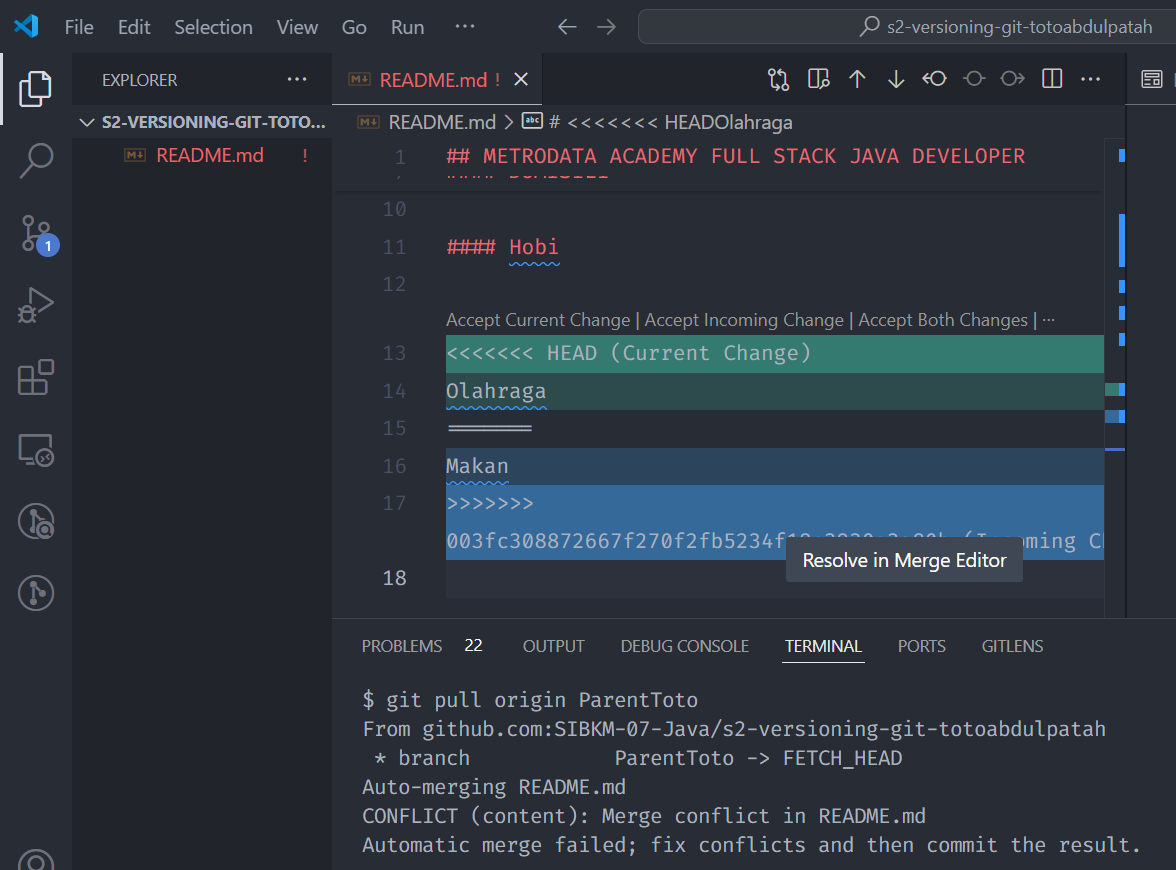 File Edit Selection View Go Run ···
s2-versioning-git-totoabdulpatah
EXPLORER ···
README.md !
S2-VERSIONING-GIT-TOTO...
README.md !
1
README.md > # <<<<<<< HEADOlahraga
1 ## METRODATA ACADEMY FULL STACK JAVA DEVELOPER
10
11 #### Hobi
12
Accept Current Change | Accept Incoming Change | Accept Both Changes | ···
13 <<<<<<< HEAD (Current Change)
14 Olahraga
15 =======
16 Makan
17 >>>>>>>
Resolve in Merge Editor
18
PROBLEMS 22 OUTPUT DEBUG CONSOLE TERMINAL PORTS GITLENS
$ git pull origin ParentToto
From github.com:SIBKM-07-Java/s2-versioning-git-totoabdulpatah
* branch ParentToto -> FETCH_HEAD
Auto-merging README.md
CONFLICT (content): Merge conflict in README.md
Automatic merge failed; fix conflicts and then commit the result.